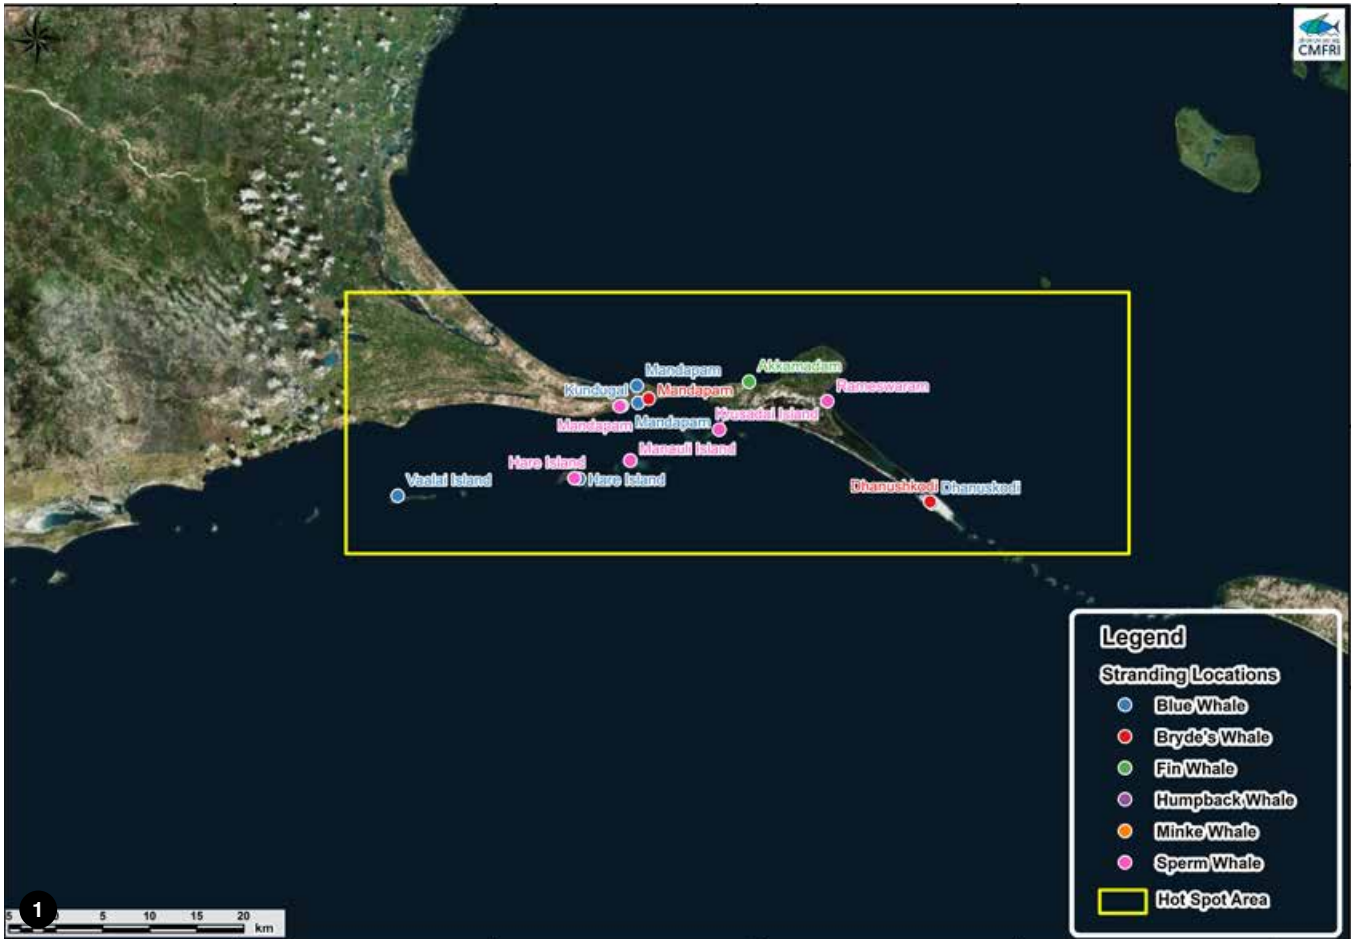 CMFRI
Mandapam
Akkamadam
Kundugal
Mandapam
Rameswaram
Mandapam
Mandapam
Krusadai Island
Manauli Island
Hare Island
Hare Island
Vaalai Island
Dhanushkodi
Dhanuskodi
Legend
Stranding Locations
Blue Whale
Bryde's Whale
Fin Whale
Humpback Whale
Minke Whale
Sperm Whale
Hot Spot Area
1
5 0 5 10 15 20
km